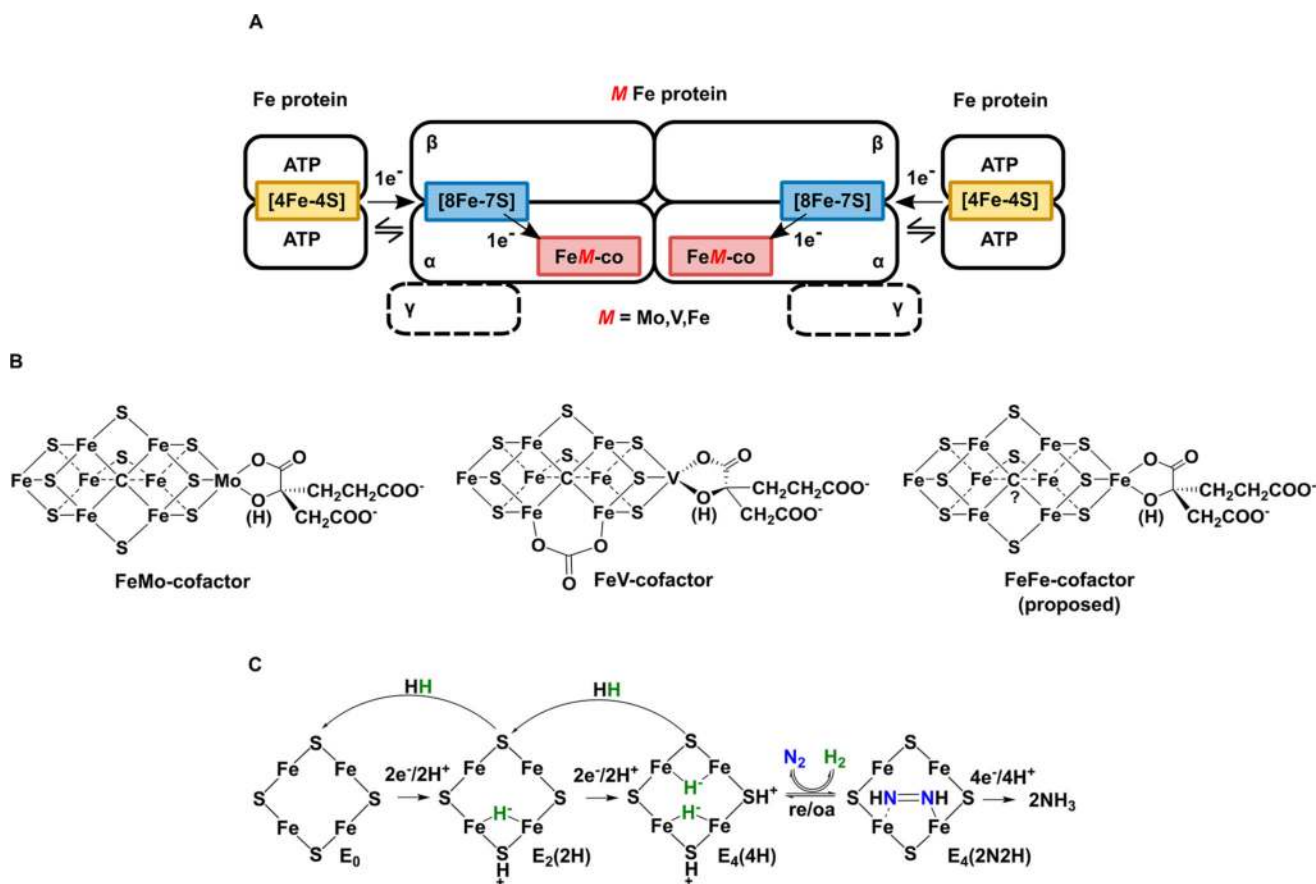 A
Fe protein
M Fe protein
Fe protein
β
β
ATP
ATP
1e⁻
1e⁻
[4Fe-4S]
[8Fe-7S]
[8Fe-7S]
[4Fe-4S]
ATP
1e⁻
1e⁻
ATP
α
FeM-co
FeM-co
α
γ
M = Mo,V,Fe
γ
B
S
S Fe Fe S
S
Fe S Fe C Fe S Mo O O
O
(H)
CH₂CH₂COO⁻
CH₂COO⁻
Fe Fe S
S
FeMo-cofactor
S
S Fe Fe S
S
Fe S Fe C Fe S V O O
O
(H)
CH₂CH₂COO⁻
CH₂COO⁻
Fe Fe S
O O
O
FeV-cofactor
S
S Fe Fe S
S
Fe S Fe C Fe S Fe O O
?
O
(H)
CH₂CH₂COO⁻
CH₂COO⁻
S Fe Fe S
S
FeFe-cofactor
(proposed)
C
HH
HH
S
Fe Fe
S S
Fe Fe
S
E₀
2e⁻/2H⁺
S
Fe Fe
S S
H⁻
Fe Fe
S
H
+
E₂(2H)
2e⁻/2H⁺
S
Fe Fe
H⁻
S SH⁺
H⁻
Fe Fe
S
H
+
E₄(4H)
N₂ H₂
re/oa
S
Fe Fe
S HN=NH S
Fe Fe
S
E₄(2N2H)
4e⁻/4H⁺
2NH₃